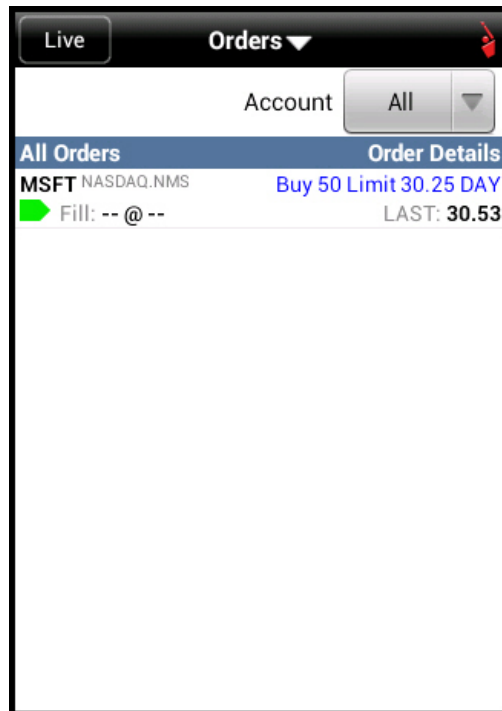 Live Orders
Account All
All Orders Order Details
MSFT NASDAQ.NMS Buy 50 Limit 30.25 DAY
Fill: -- @ -- LAST: 30.53